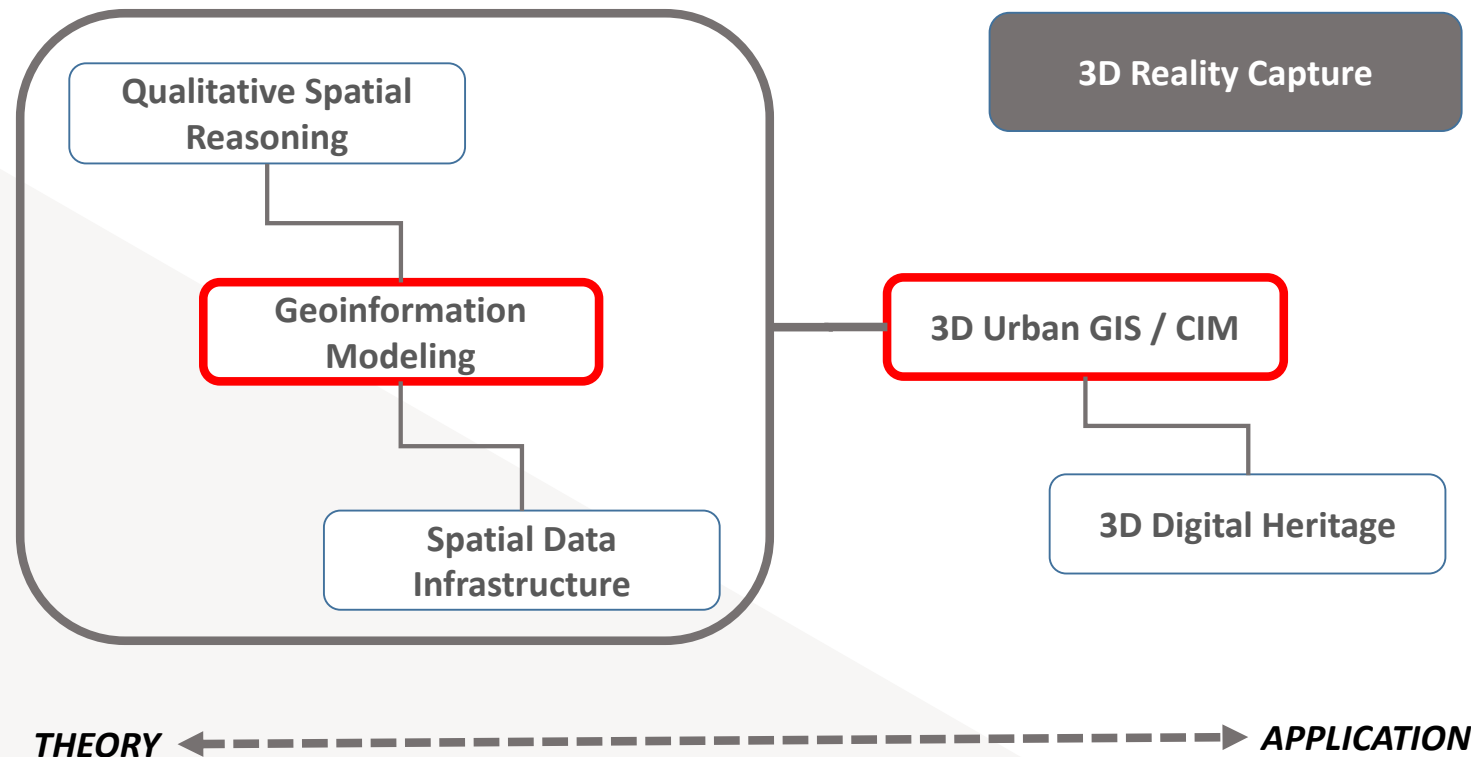 Qualitative Spatial
Reasoning
3D Reality Capture
Geoinformation
Modeling
3D Urban GIS / CIM
Spatial Data
Infrastructure
3D Digital Heritage
THEORY
APPLICATION